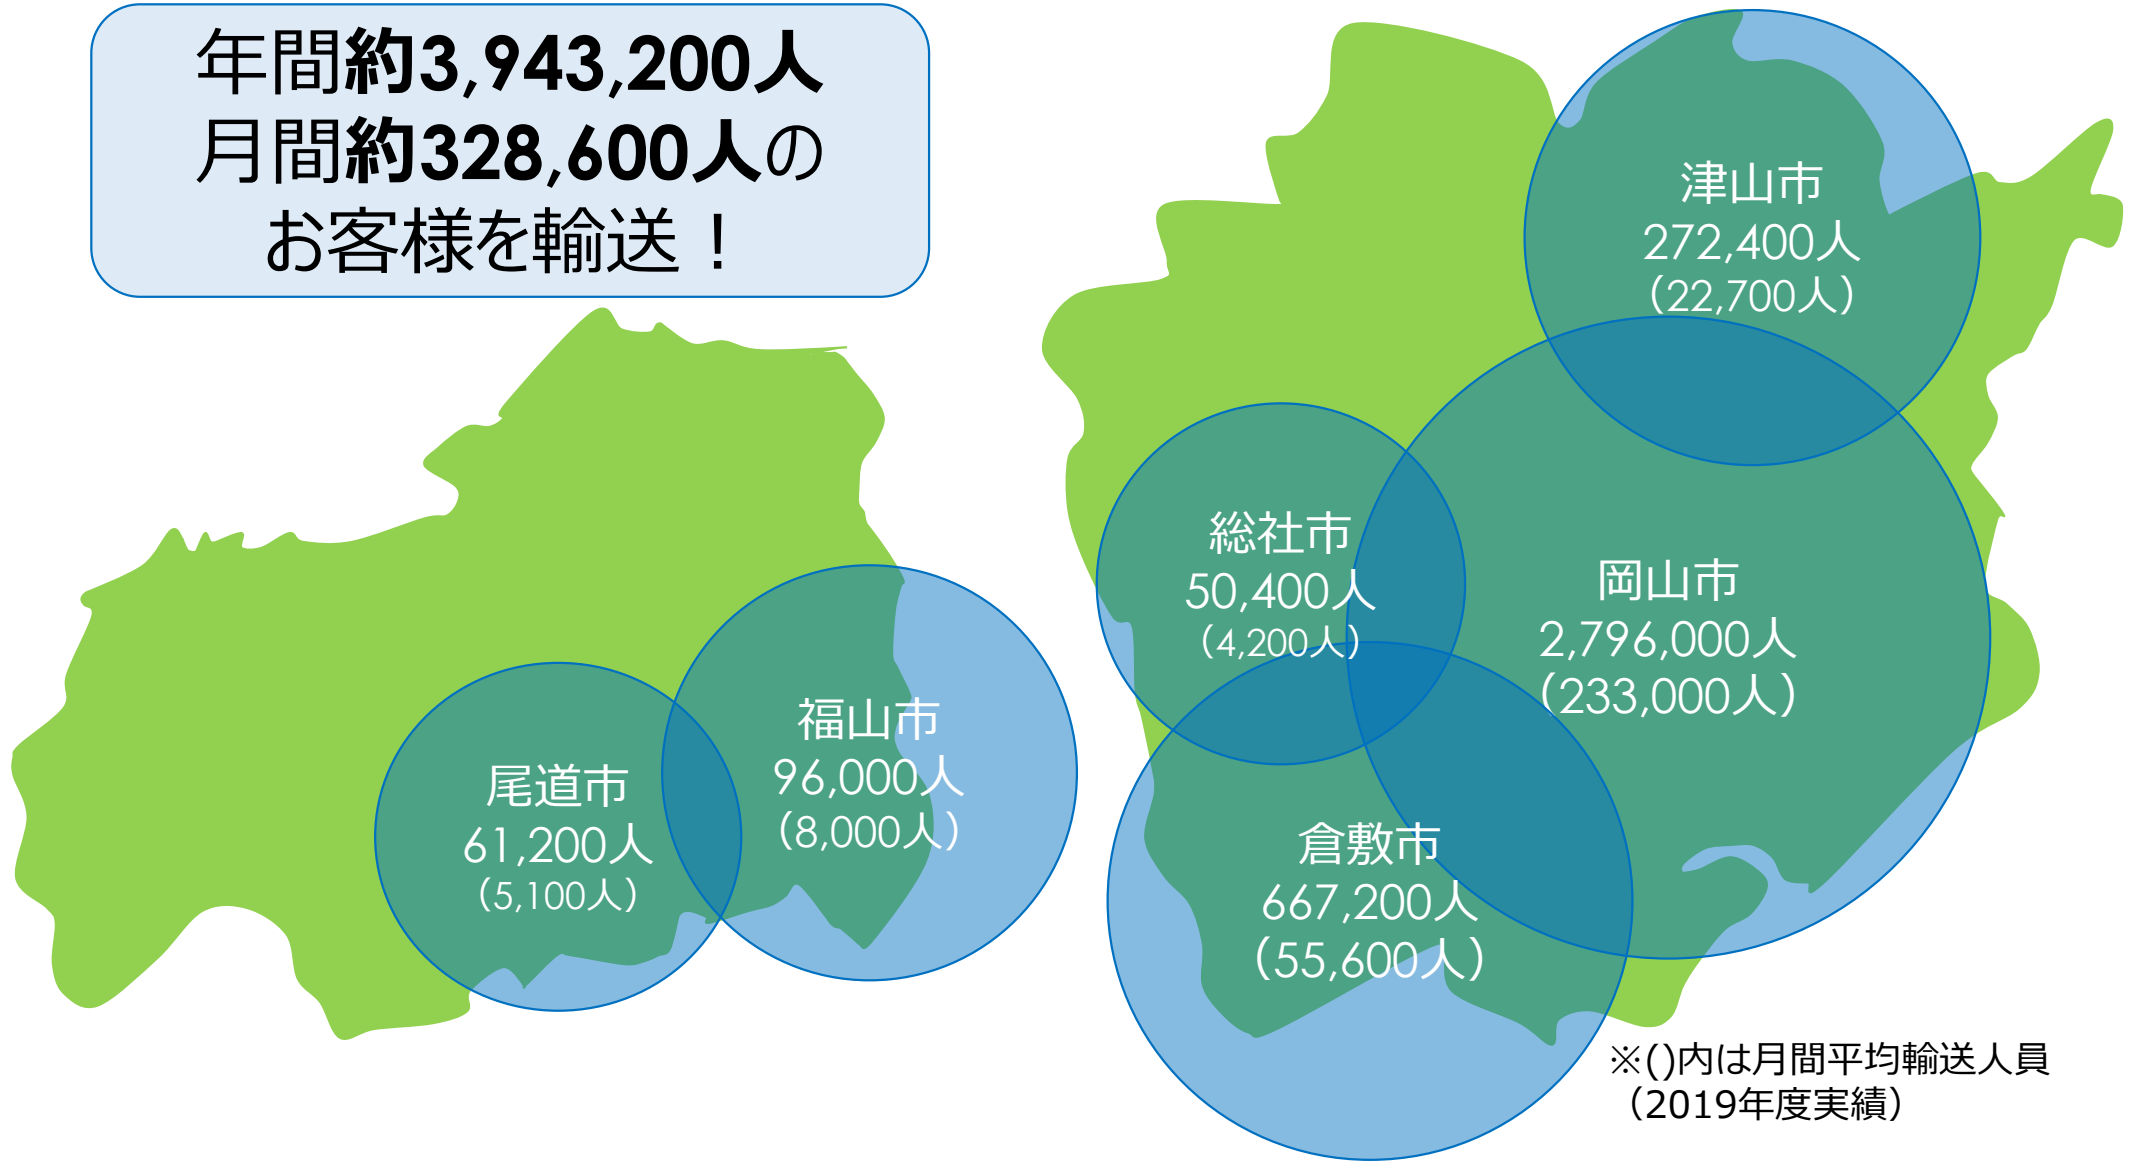 年間約3,943,200人
月間約328,600人の
お客様を輸送！
津山市
272,400人
（22,700人）
総社市
50,400人
（4,200人）
岡山市
2,796,000人
（233,000人）
福山市
96,000人
（8,000人）
尾道市
61,200人
（5,100人）
倉敷市
667,200人
（55,600人）
※()内は月間平均輸送人員
（2019年度実績）